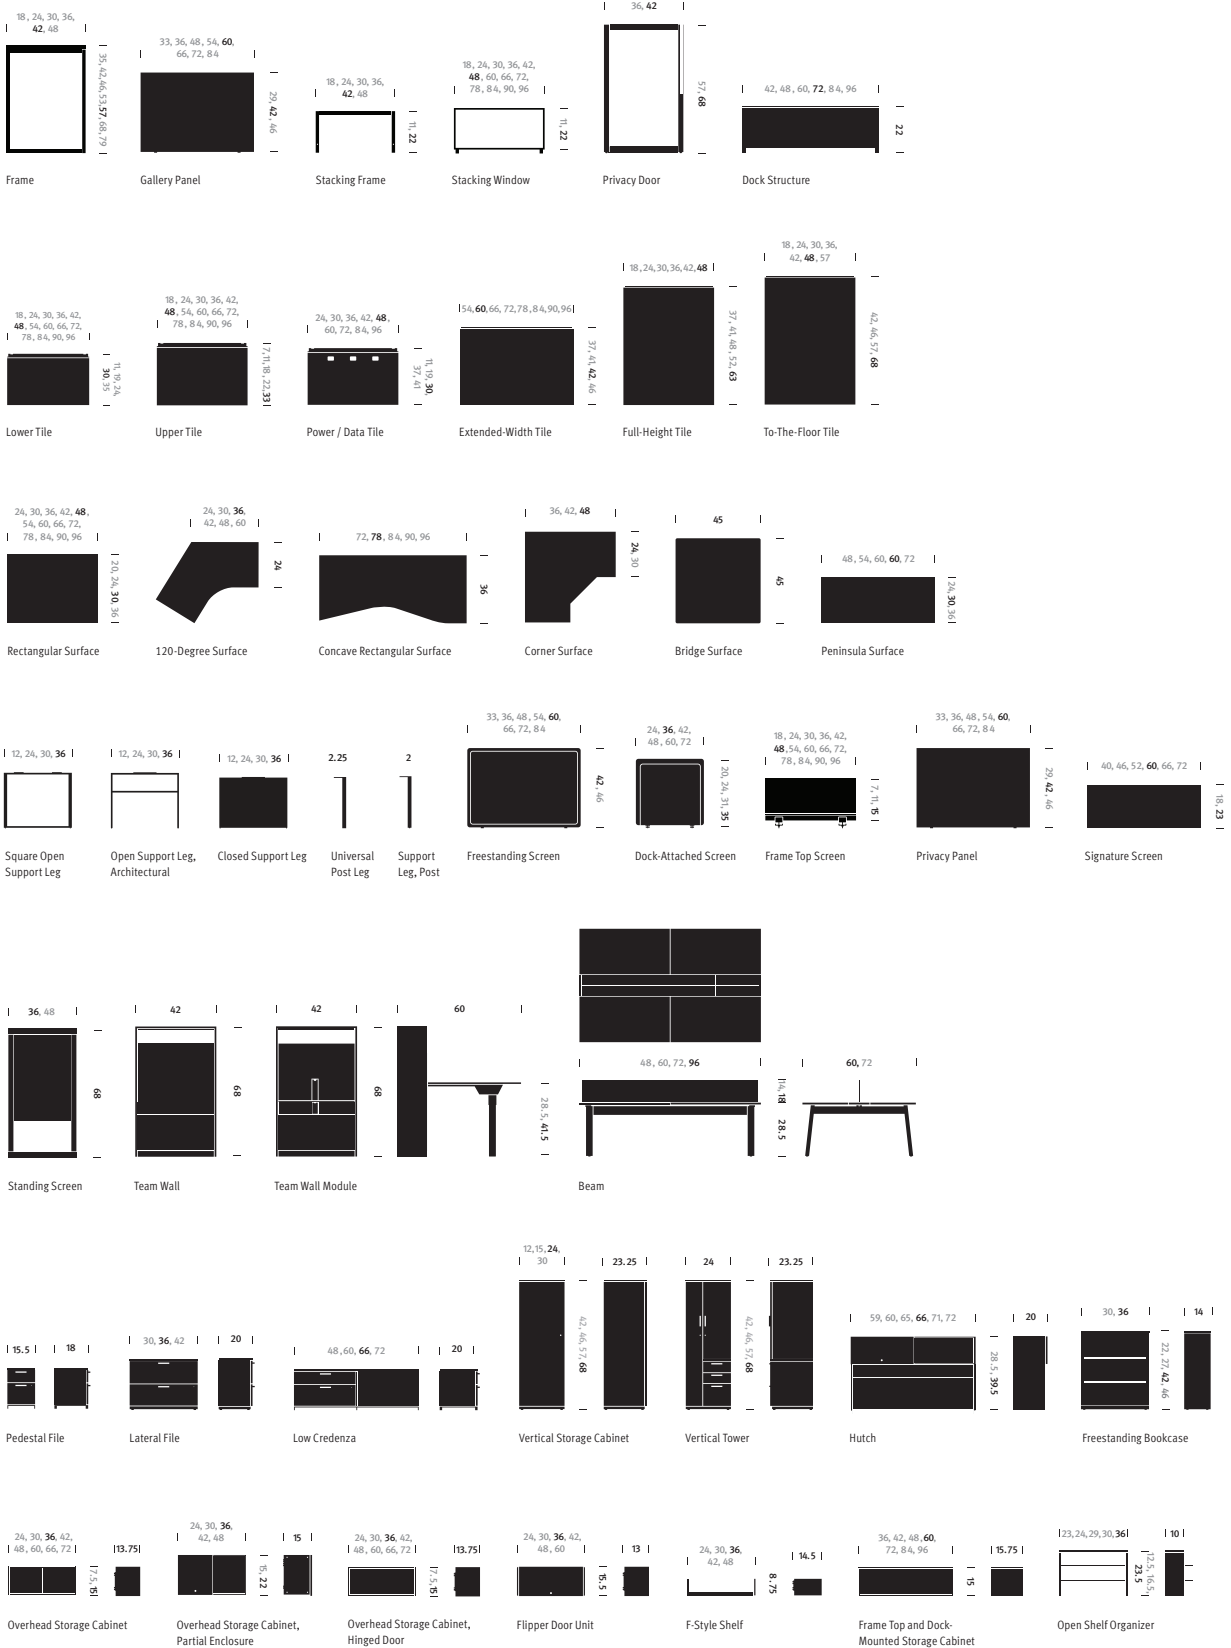 18, 24, 30, 36,
42, 48
35, 42, 46, 53, 57, 68, 79
Frame
33, 36, 48, 54, 60,
66, 72, 84
29, 42, 46
Gallery Panel
18, 24, 30, 36,
42, 48
11, 22
Stacking Frame
18, 24, 30, 36, 42,
48, 60, 66, 72,
78, 84, 90, 96
11, 22
Stacking Window
36, 42
57, 68
Privacy Door
42, 48, 60, 72, 84, 96
22
Dock Structure
18, 24, 30, 36, 42,
48, 54, 60, 66, 72,
78, 84, 90, 96
11, 19, 24,
30, 35
Lower Tile
18, 24, 30, 36, 42,
48, 54, 60, 66, 72,
78, 84, 90, 96
7, 11, 18, 22, 33
Upper Tile
24, 30, 36, 42, 48,
60, 72, 84, 96
11, 19, 30,
37, 41
Power / Data Tile
54, 60, 66, 72, 78, 84, 90, 96
37, 41, 42, 46
Extended-Width Tile
18, 24, 30, 36, 42, 48
37, 41, 48, 52, 63
Full-Height Tile
18, 24, 30, 36,
42, 48, 57
42, 46, 57, 68
To-The-Floor Tile
24, 30, 36, 42, 48,
54, 60, 66, 72,
78, 84, 90, 96
20, 24, 30, 36
Rectangular Surface
24, 30, 36,
42, 48, 60
24
120-Degree Surface
72, 78, 84, 90, 96
36
Concave Rectangular Surface
36, 42, 48
24, 30
Corner Surface
45
45
Bridge Surface
48, 54, 60, 60, 72
24, 30, 36
Peninsula Surface
12, 24, 30, 36
Square Open
Support Leg
12, 24, 30, 36
Open Support Leg,
Architectural
12, 24, 30, 36
Closed Support Leg
2.25
Universal
Post Leg
2
Support
Leg, Post
33, 36, 48, 54, 60,
66, 72, 84
42, 46
Freestanding Screen
24, 36, 42,
48, 60, 72
20, 24, 31, 35
Dock-Attached Screen
18, 24, 30, 36, 42,
48, 54, 60, 66, 72,
78, 84, 90, 96
7, 11, 15
Frame Top Screen
33, 36, 48, 54, 60,
66, 72, 84
29, 42, 46
Privacy Panel
40, 46, 52, 60, 66, 72
18, 23
Signature Screen
36, 48
68
Standing Screen
42
68
Team Wall
42
68
60
28.5, 41.5
Team Wall Module
48, 60, 72, 96
14, 18
28.5
60, 72
Beam
15.5
18
Pedestal File
30, 36, 42
20
Lateral File
48, 60, 66, 72
20
Low Credenza
12, 15, 24,
30
42, 46, 57, 68
23.25
Vertical Storage Cabinet
24
42, 46, 57, 68
23.25
Vertical Tower
59, 60, 65, 66, 71, 72
28.5, 39.5
20
Hutch
30, 36
22, 27, 42, 46
14
Freestanding Bookcase
24, 30, 36, 42,
48, 60, 66, 72
17.5, 15
13.75
Overhead Storage Cabinet
24, 30, 36,
42, 48
15, 22
15
Overhead Storage Cabinet,
Partial Enclosure
24, 30, 36, 42,
48, 60, 66, 72
17.5, 15
13.75
Overhead Storage Cabinet,
Hinged Door
24, 30, 36, 42,
48, 60
15.5
13
Flipper Door Unit
24, 30, 36,
42, 48
8.75
14.5
F-Style Shelf
36, 42, 48, 60,
72, 84, 96
15
15.75
Frame Top and Dock-
Mounted Storage Cabinet
23, 24, 29, 30, 36
12.5, 16.5,
23.5
10
Open Shelf Organizer